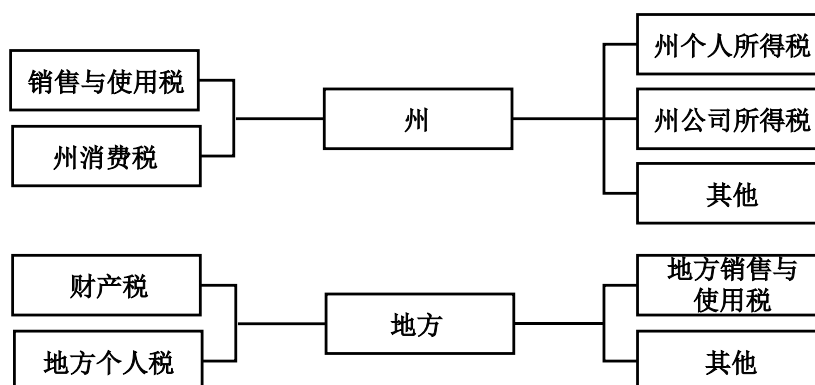 销售与使用税
州消费税
州
州个人所得税
州公司所得税
其他
财产税
地方个人税
地方
地方销售与
使用税
其他